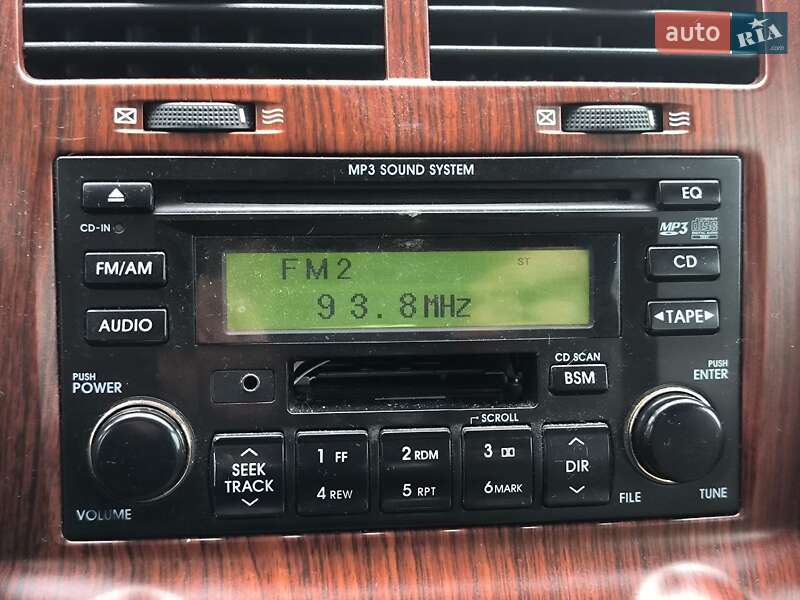 auto RIA .com
MP3 SOUND SYSTEM
EQ
CD-IN
MP3
FM/AM
FM2 ST
CD
93.8MHz
AUDIO
TAPE
CD SCAN
PUSH POWER
BSM
PUSH ENTER
SCROLL
SEEK TRACK
1 FF
2 RDM
3
DIR
4 REW
5 RPT
6 MARK
FILE
TUNE
VOLUME